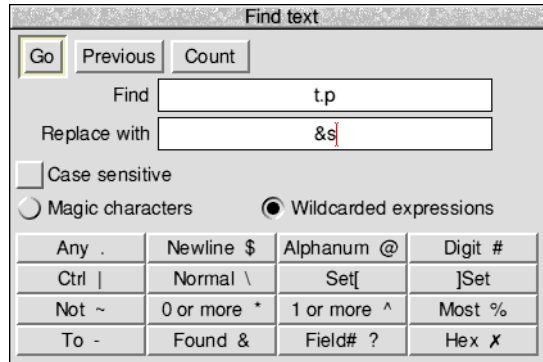 Find text
Go Previous Count
Find t.p
Replace with &s
Case sensitive
Magic characters Wildcarded expressions
Any . Newline $ Alphanum @ Digit #
Ctrl | Normal \ Set[ ]Set
Not ~ 0 or more * 1 or more ^ Most %
To - Found & Field# ? Hex ✗